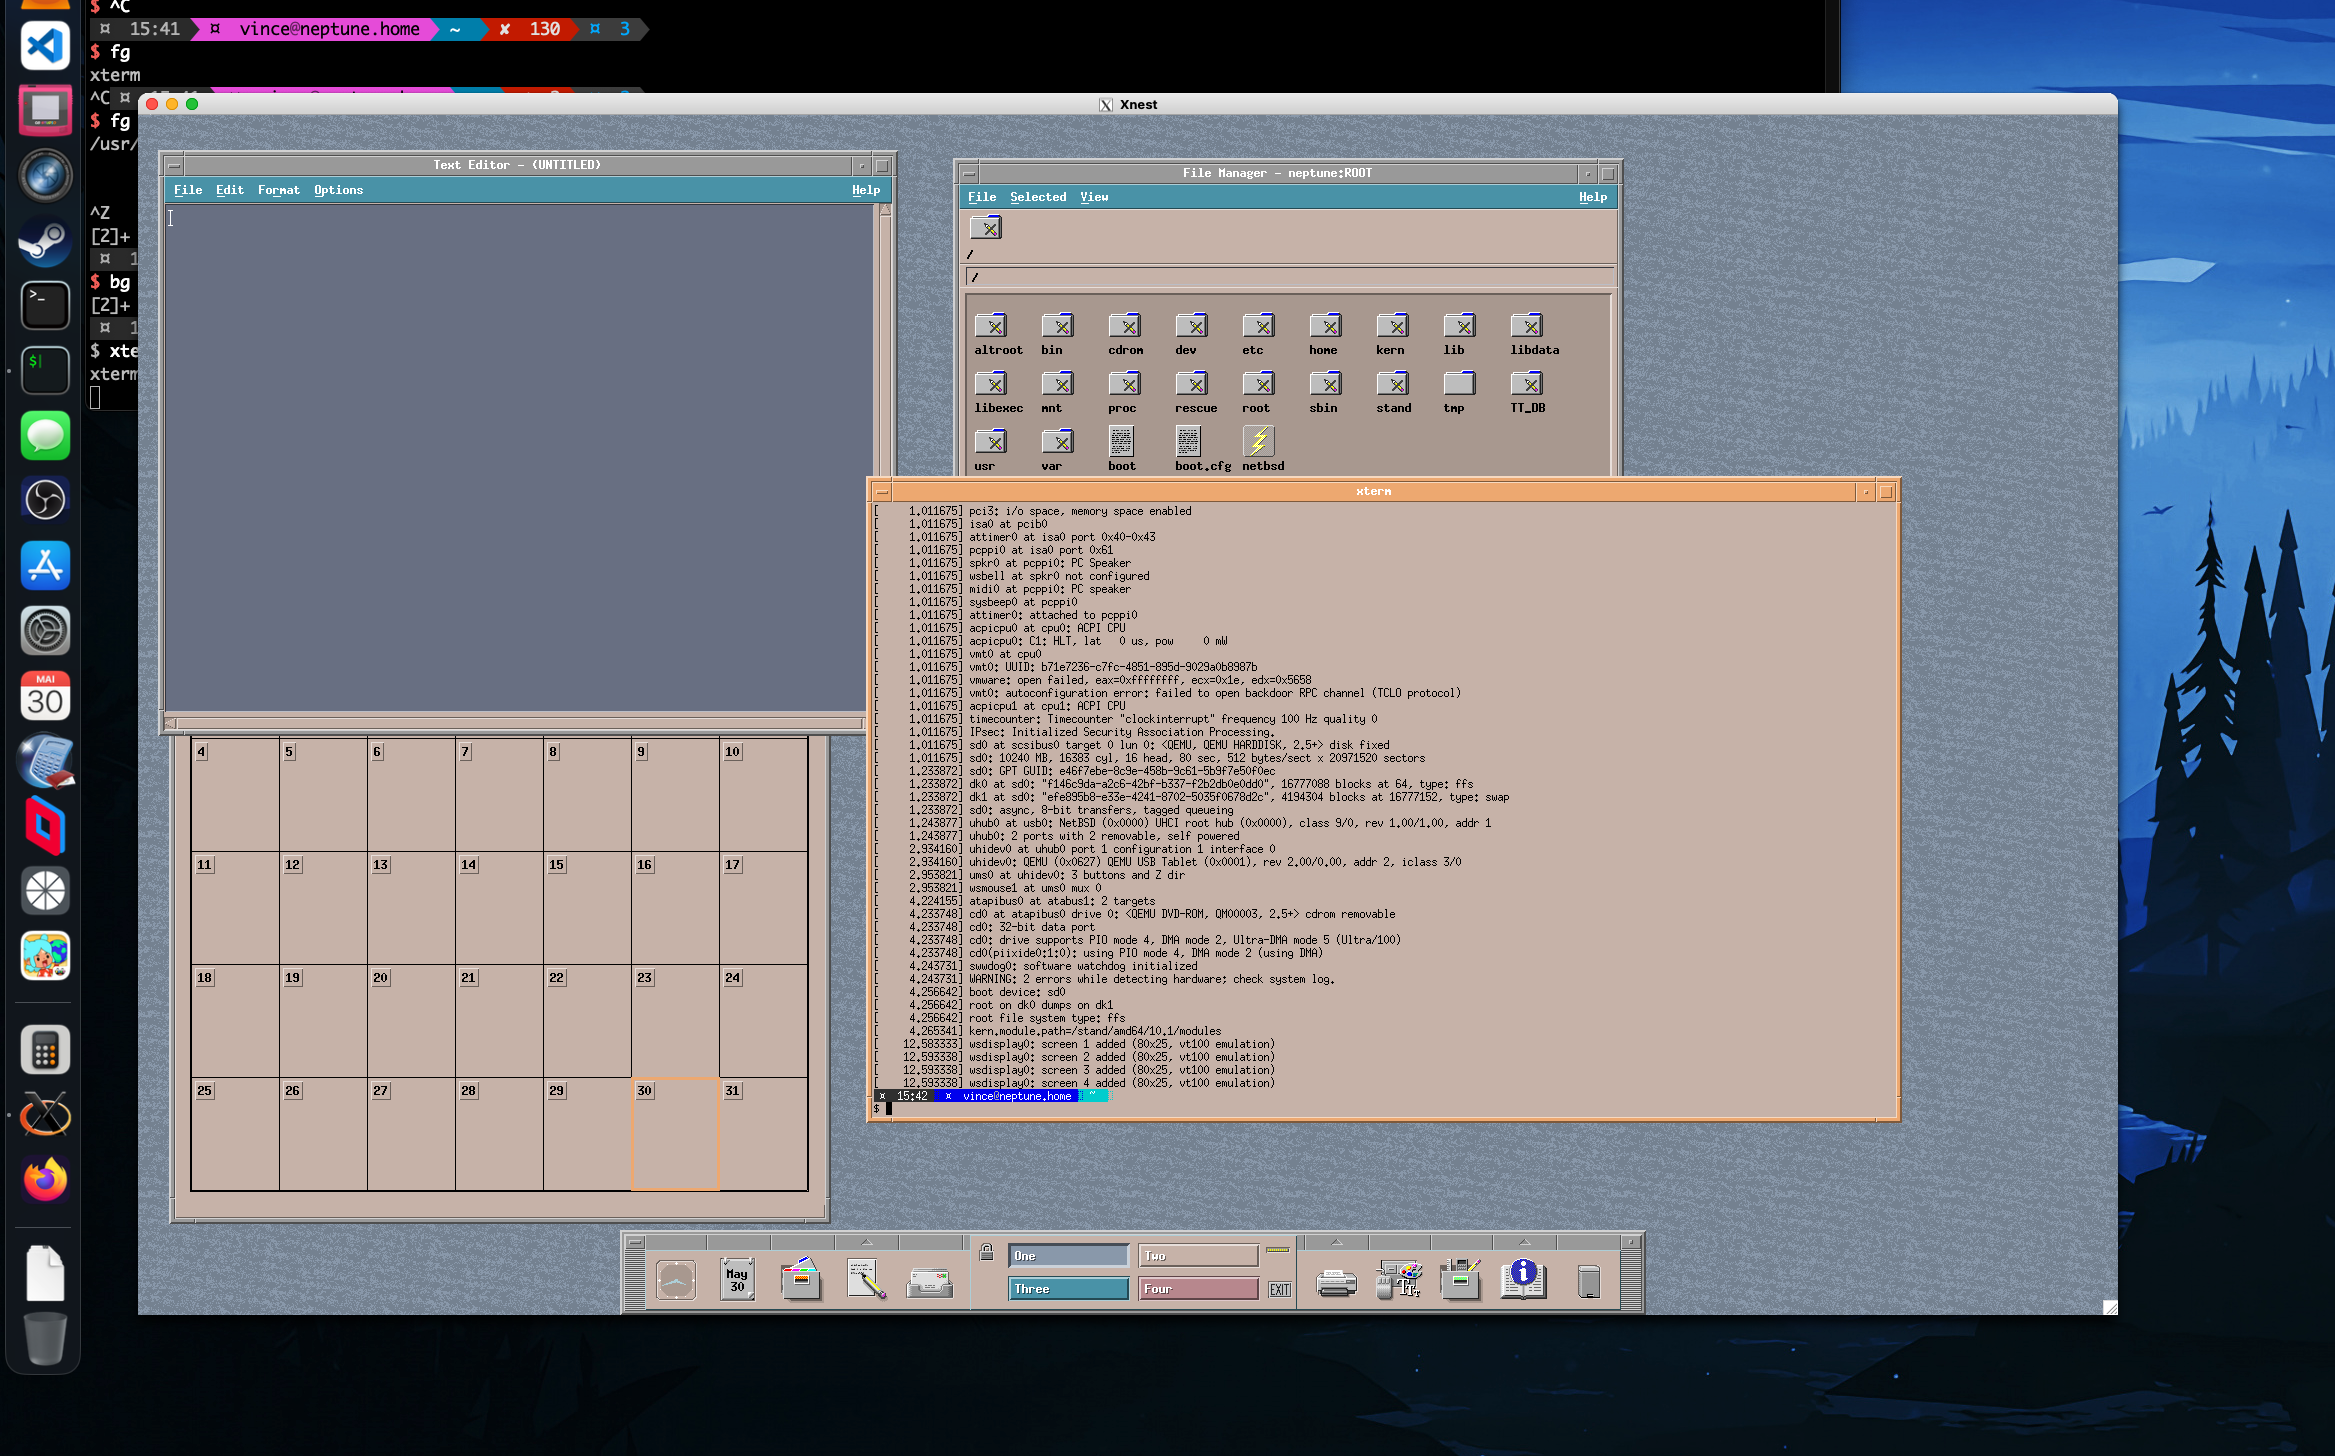 $ ^C
¤ 15:41 ¤ vince@neptune.home ~ ✘ 130 ¤ 3
$ fg
xterm
^C ¤
$ fg
/usr/
^Z
[2]+
¤ 1
$ bg
[2]+
¤ 1
$ xte
xterm
Xnest
Text Editor - (UNTITLED)
File Edit Format Options Help
File Manager - neptune:ROOT
File Selected View Help
/
/
altroot bin cdrom dev etc home kern lib libdata
libexec mnt proc rescue root sbin stand tmp TT_DB
usr var boot boot.cfg netbsd
xterm
[ 1.011675] pci3: i/o space, memory space enabled
[ 1.011675] isa0 at pcib0
[ 1.011675] attimer0 at isa0 port 0x40-0x43
[ 1.011675] pcppi0 at isa0 port 0x61
[ 1.011675] spkr0 at pcppi0: PC Speaker
[ 1.011675] wsbell at spkr0 not configured
[ 1.011675] midi0 at pcppi0: PC speaker
[ 1.011675] sysbeep0 at pcppi0
[ 1.011675] attimer0: attached to pcppi0
[ 1.011675] acpicpu0 at cpu0: ACPI CPU
[ 1.011675] acpicpu0: C1: HLT, lat 0 us, pow 0 mW
[ 1.011675] vmt0 at cpu0
[ 1.011675] vmt0: UUID: b71e7236-c7fc-4851-895d-9029a0b8987b
[ 1.011675] vmware: open failed, eax=0xffffffff, ecx=0x1e, edx=0x5658
[ 1.011675] vmt0: autoconfiguration error: failed to open backdoor RPC channel (TCLO protocol)
[ 1.011675] acpicpu1 at cpu1: ACPI CPU
[ 1.011675] timecounter: Timecounter "clockinterrupt" frequency 100 Hz quality 0
[ 1.011675] IPsec: Initialized Security Association Processing.
[ 1.011675] sd0 at scsibus0 target 0 lun 0: <QEMU, QEMU HARDDISK, 2.5+> disk fixed
[ 1.011675] sd0: 10240 MB, 16383 cyl, 16 head, 80 sec, 512 bytes/sect x 20971520 sectors
[ 1.233872] sd0: GPT GUID: e46f7ebe-8c9e-458b-9c61-5b9f7e50f0ec
[ 1.233872] dk0 at sd0: "f146c9da-a2c6-42bf-b337-f2b2db0e0dd0", 16777088 blocks at 64, type: ffs
[ 1.233872] dk1 at sd0: "efe895b8-e33e-4241-8702-5035f0678d2c", 4194304 blocks at 16777152, type: swap
[ 1.233872] sd0: async, 8-bit transfers, tagged queueing
[ 1.243877] uhub0 at usb0: NetBSD (0x0000) UHCI root hub (0x0000), class 9/0, rev 1.00/1.00, addr 1
[ 1.243877] uhub0: 2 ports with 2 removable, self powered
[ 2.934160] uhidev0 at uhub0 port 1 configuration 1 interface 0
[ 2.934160] uhidev0: QEMU (0x0627) QEMU USB Tablet (0x0001), rev 2.00/0.00, addr 2, iclass 3/0
[ 2.953821] ums0 at uhidev0: 3 buttons and Z dir
[ 2.953821] wsmouse1 at ums0 mux 0
[ 4.224155] atapibus0 at atabus1: 2 targets
[ 4.233748] cd0 at atapibus0 drive 0: <QEMU DVD-ROM, QM00003, 2.5+> cdrom removable
[ 4.233748] cd0: 32-bit data port
[ 4.233748] cd0: drive supports PIO mode 4, DMA mode 2, Ultra-DMA mode 5 (Ultra/100)
[ 4.233748] cd0(piixide0:1:0): using PIO mode 4, DMA mode 2 (using DMA)
[ 4.243731] swwdog0: software watchdog initialized
[ 4.243731] WARNING: 2 errors while detecting hardware; check system log.
[ 4.256642] boot device: sd0
[ 4.256642] root on dk0 dumps on dk1
[ 4.256642] root file system type: ffs
[ 4.265341] kern.module.path=/stand/amd64/10.1/modules
[ 12.583333] wsdisplay0: screen 1 added (80x25, vt100 emulation)
[ 12.593338] wsdisplay0: screen 2 added (80x25, vt100 emulation)
[ 12.593338] wsdisplay0: screen 3 added (80x25, vt100 emulation)
[ 12.593338] wsdisplay0: screen 4 added (80x25, vt100 emulation)
¤ 15:42 ¤ vince@neptune.home ~
$
4 5 6 7 8 9 10
11 12 13 14 15 16 17
18 19 20 21 22 23 24
25 26 27 28 29 30 31
One Two
Three Four
EXIT
May
30
MAI
30